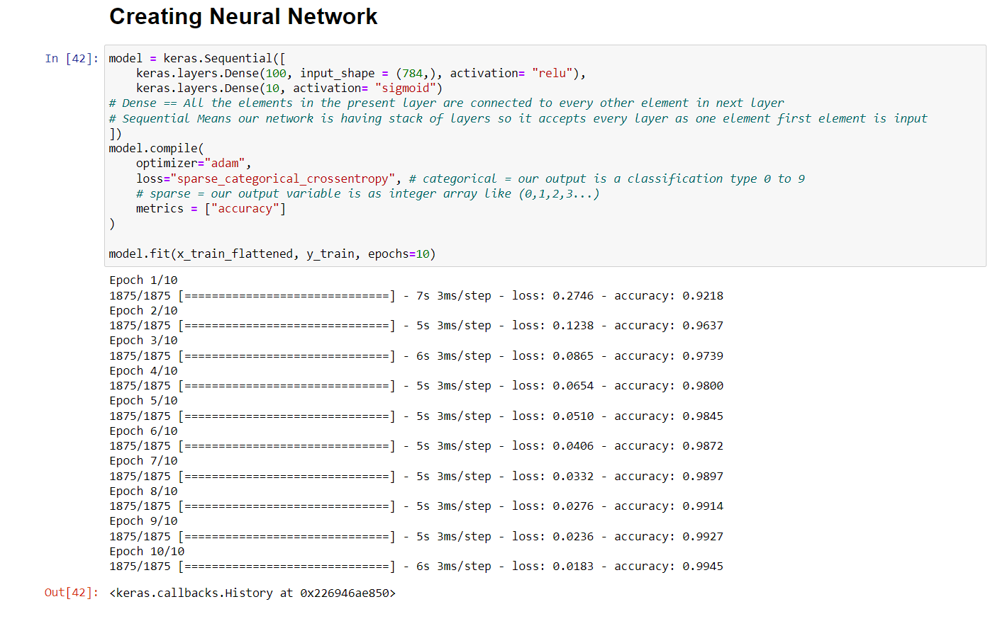 Creating Neural Network
In [42]:
model = keras.Sequential([
    keras.layers.Dense(100, input_shape = (784,), activation= "relu"),
    keras.layers.Dense(10, activation= "sigmoid")
# Dense == All the elements in the present layer are connected to every other element in next layer
# Sequential Means our network is having stack of layers so it accepts every layer as one element first element is input
])
model.compile(
    optimizer="adam",
    loss="sparse_categorical_crossentropy", # categorical = our output is a classification type 0 to 9
    # sparse = our output variable is as integer array like (0,1,2,3...)
    metrics = ["accuracy"]
)
model.fit(x_train_flattened, y_train, epochs=10)
Epoch 1/10
1875/1875 [==============================] - 7s 3ms/step - loss: 0.2746 - accuracy: 0.9218
Epoch 2/10
1875/1875 [==============================] - 5s 3ms/step - loss: 0.1238 - accuracy: 0.9637
Epoch 3/10
1875/1875 [==============================] - 6s 3ms/step - loss: 0.0865 - accuracy: 0.9739
Epoch 4/10
1875/1875 [==============================] - 5s 3ms/step - loss: 0.0654 - accuracy: 0.9800
Epoch 5/10
1875/1875 [==============================] - 5s 3ms/step - loss: 0.0510 - accuracy: 0.9845
Epoch 6/10
1875/1875 [==============================] - 5s 3ms/step - loss: 0.0406 - accuracy: 0.9872
Epoch 7/10
1875/1875 [==============================] - 5s 3ms/step - loss: 0.0332 - accuracy: 0.9897
Epoch 8/10
1875/1875 [==============================] - 5s 3ms/step - loss: 0.0276 - accuracy: 0.9914
Epoch 9/10
1875/1875 [==============================] - 5s 3ms/step - loss: 0.0236 - accuracy: 0.9927
Epoch 10/10
1875/1875 [==============================] - 6s 3ms/step - loss: 0.0183 - accuracy: 0.9945
Out[42]: <keras.callbacks.History at 0x226946ae850>